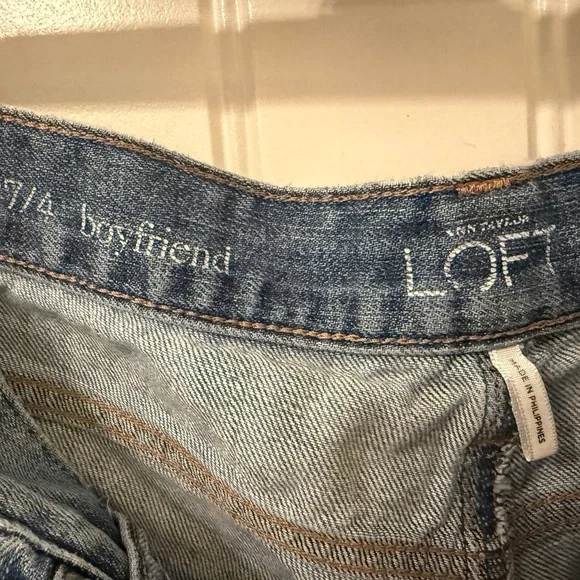 7/4 boyfriend
ANN TAYLOR
LOFT
MADE IN PHILIPPINES